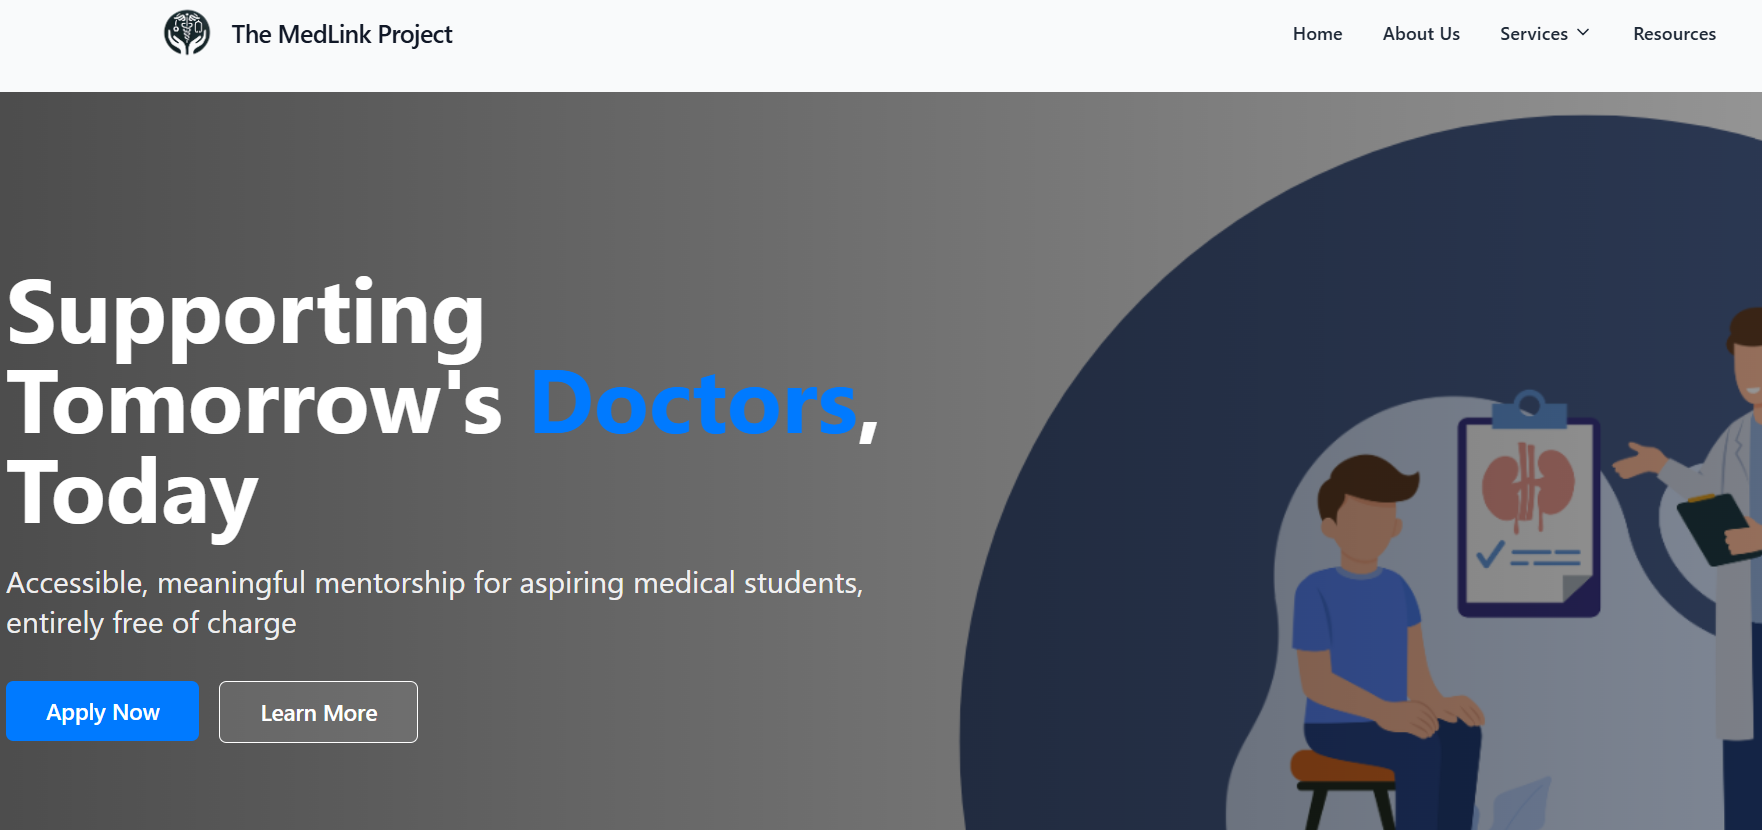 The MedLink Project
Home
About Us
Services
Resources
Supporting
Tomorrow's Doctors,
Today
Accessible, meaningful mentorship for aspiring medical students,
entirely free of charge
Apply Now
Learn More